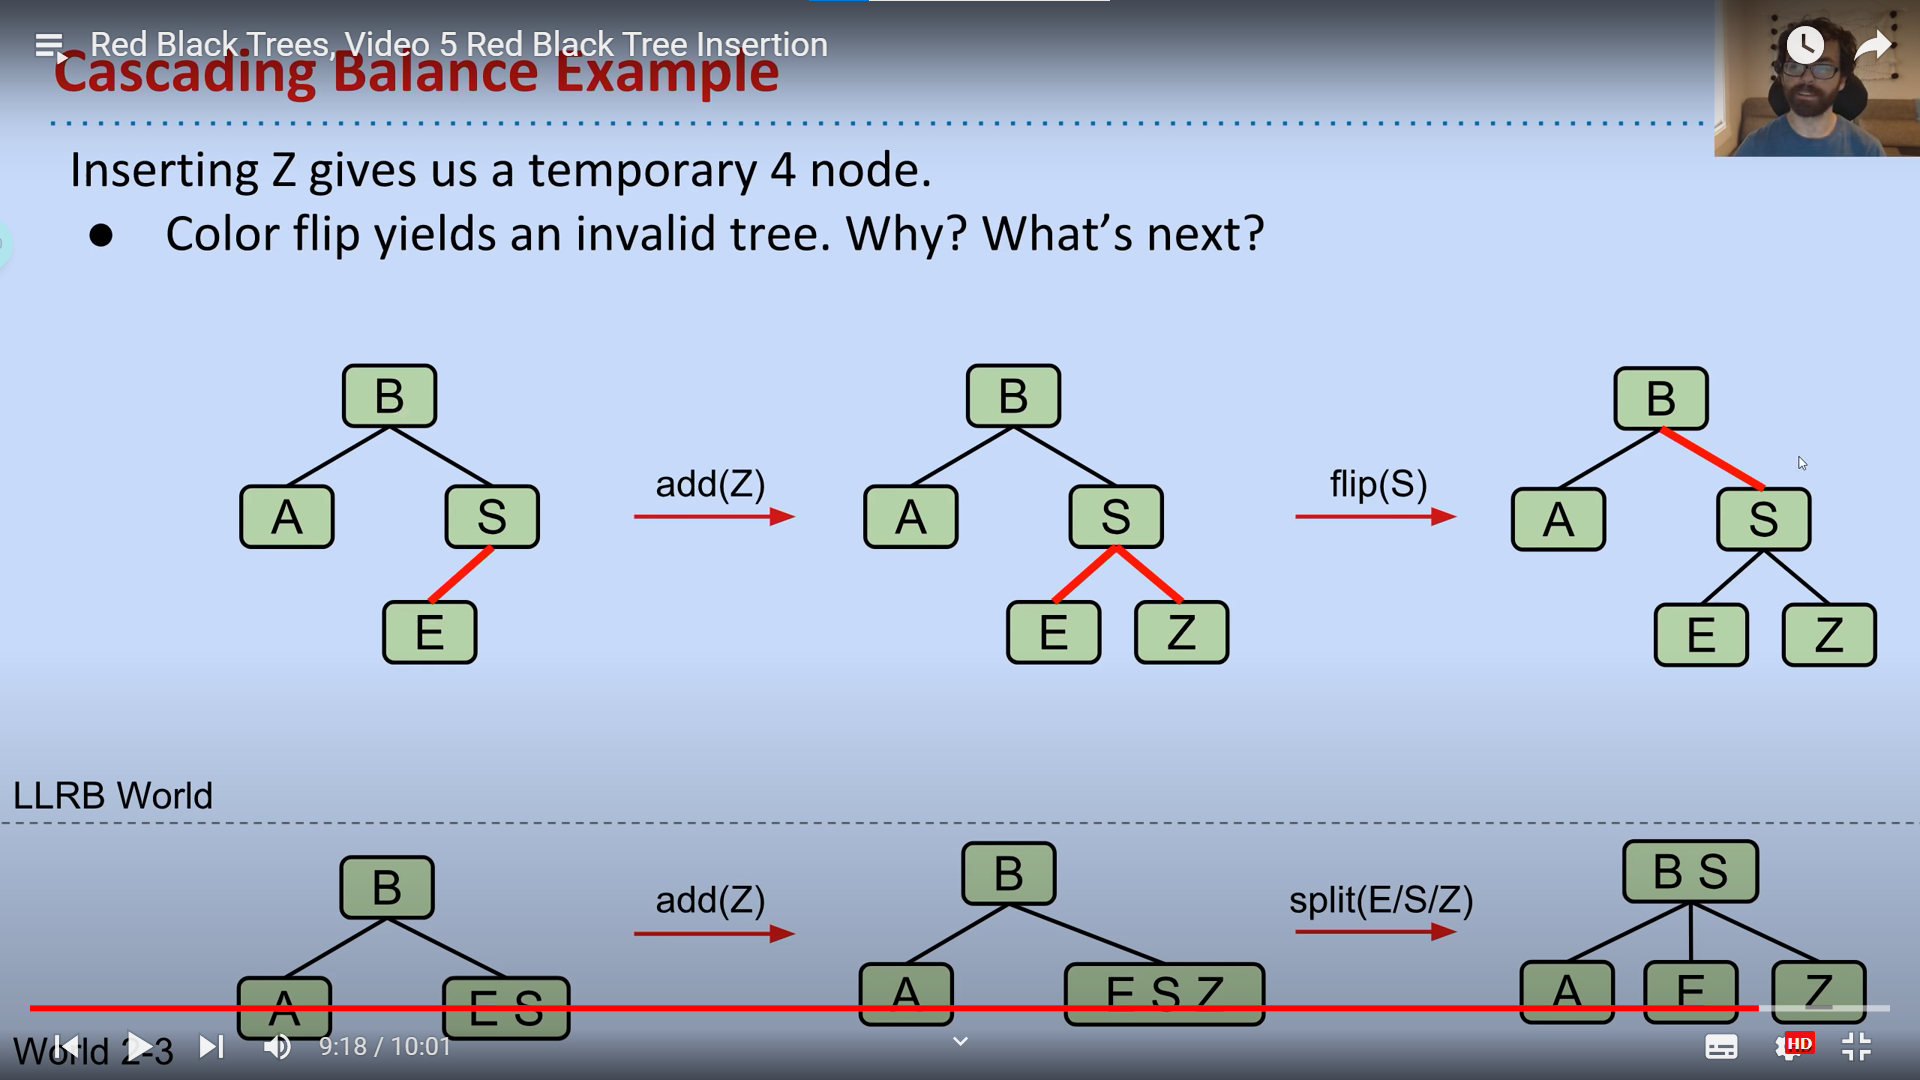 Red Black Trees, Video 5 Red Black Tree Insertion
Cascading Balance Example
Inserting Z gives us a temporary 4 node.
● Color flip yields an invalid tree. Why? What's next?
B
A
S
E
add(Z)
B
A
S
E
Z
flip(S)
B
A
S
E
Z
LLRB World
B
A
E S
add(Z)
B
A
E S Z
split(E/S/Z)
B S
A
E
Z
World 2-3
9:18 / 10:01
HD